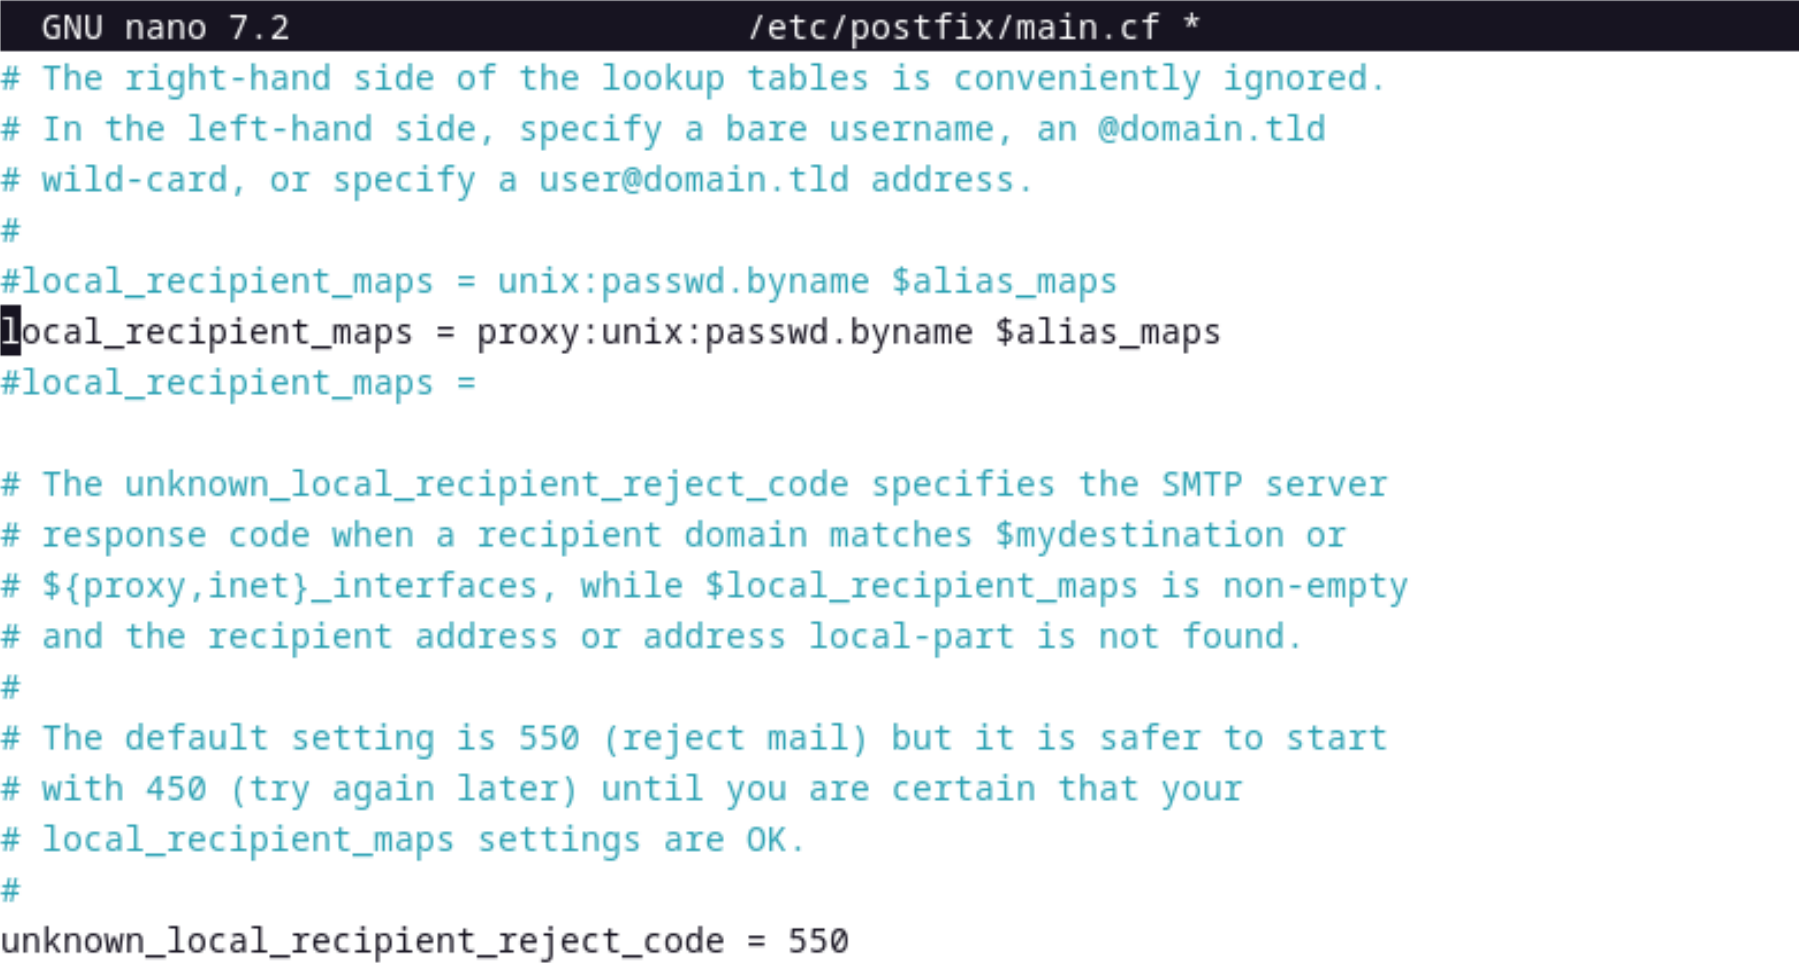 GNU nano 7.2 /etc/postfix/main.cf *
# The right-hand side of the lookup tables is conveniently ignored.
# In the left-hand side, specify a bare username, an @domain.tld
# wild-card, or specify a user@domain.tld address.
#
#local_recipient_maps = unix:passwd.byname $alias_maps
local_recipient_maps = proxy:unix:passwd.byname $alias_maps
#local_recipient_maps =
# The unknown_local_recipient_reject_code specifies the SMTP server
# response code when a recipient domain matches $mydestination or
# ${proxy,inet}_interfaces, while $local_recipient_maps is non-empty
# and the recipient address or address local-part is not found.
#
# The default setting is 550 (reject mail) but it is safer to start
# with 450 (try again later) until you are certain that your
# local_recipient_maps settings are OK.
#
unknown_local_recipient_reject_code = 550